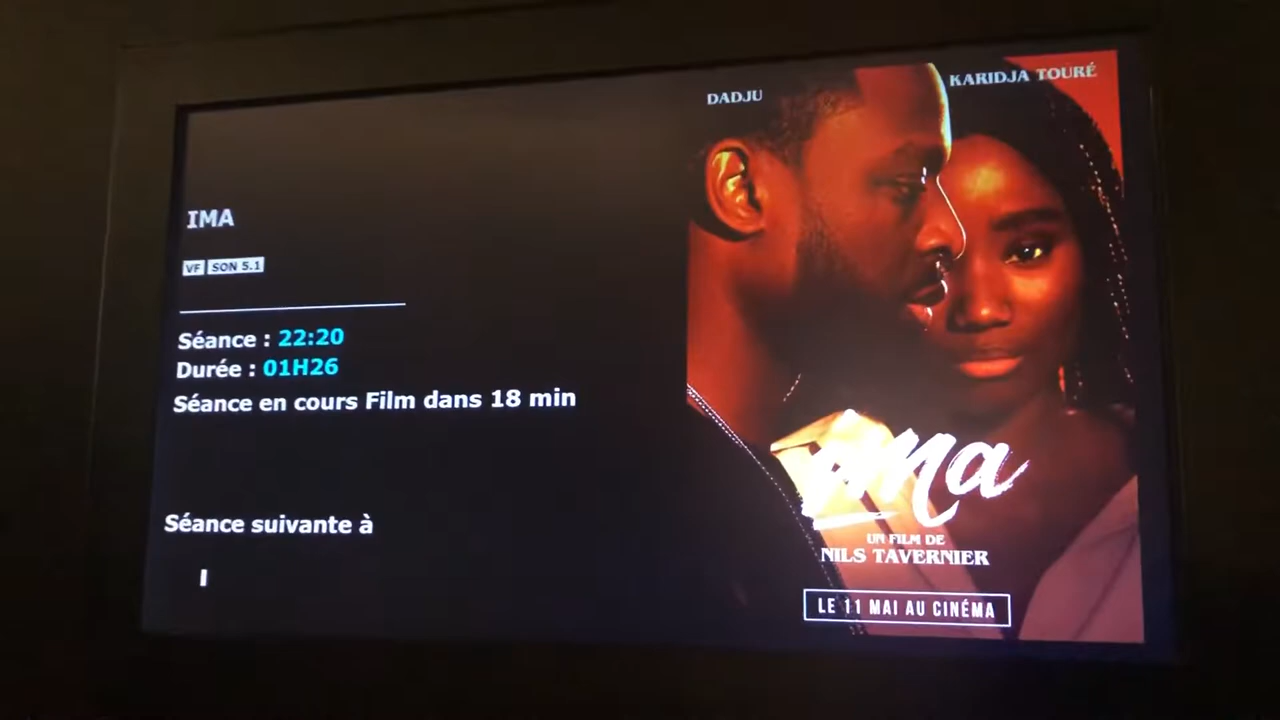 IMA
VF SON 5.1
Séance : 22:20
Durée : 01H26
Séance en cours Film dans 18 min
Séance suivante à
DADJU
KARIDJA TOURÉ
ima
UN FILM DE
NILS TAVERNIER
LE 11 MAI AU CINÉMA